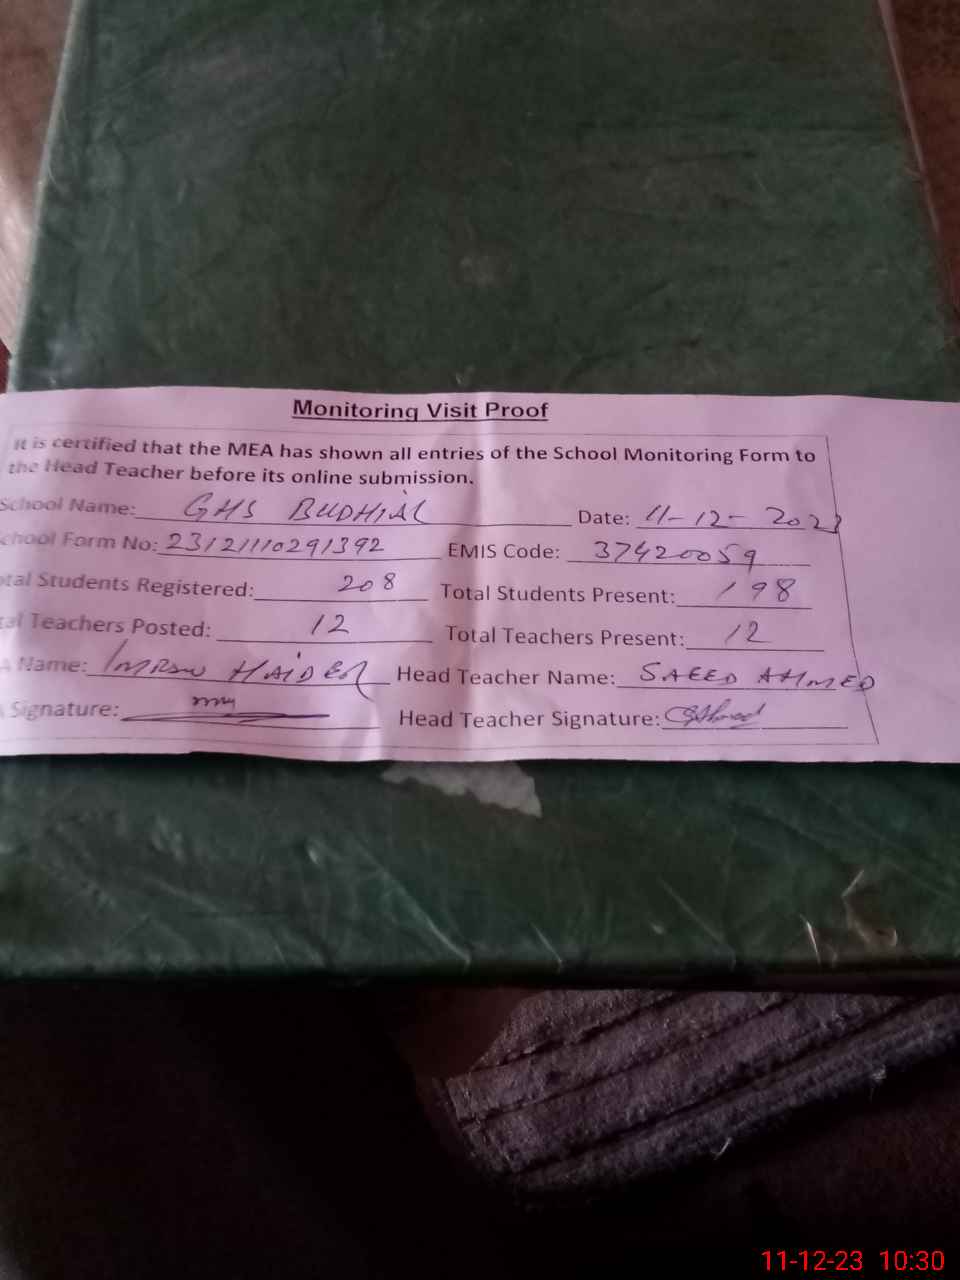 Monitoring Visit Proof
It is certified that the MEA has shown all entries of the School Monitoring Form to
the Head Teacher before its online submission.
School Name: GHS BUDHIAL Date: 11-12-2023
School Form No: 23121110291392 EMIS Code: 37420059
otal Students Registered: 208 Total Students Present: 198
tal Teachers Posted: 12 Total Teachers Present: 12
A Name: IMRAN HAIDER Head Teacher Name: SAEED AHMED
A Signature: Head Teacher Signature: SAhmed
11-12-23 10:30